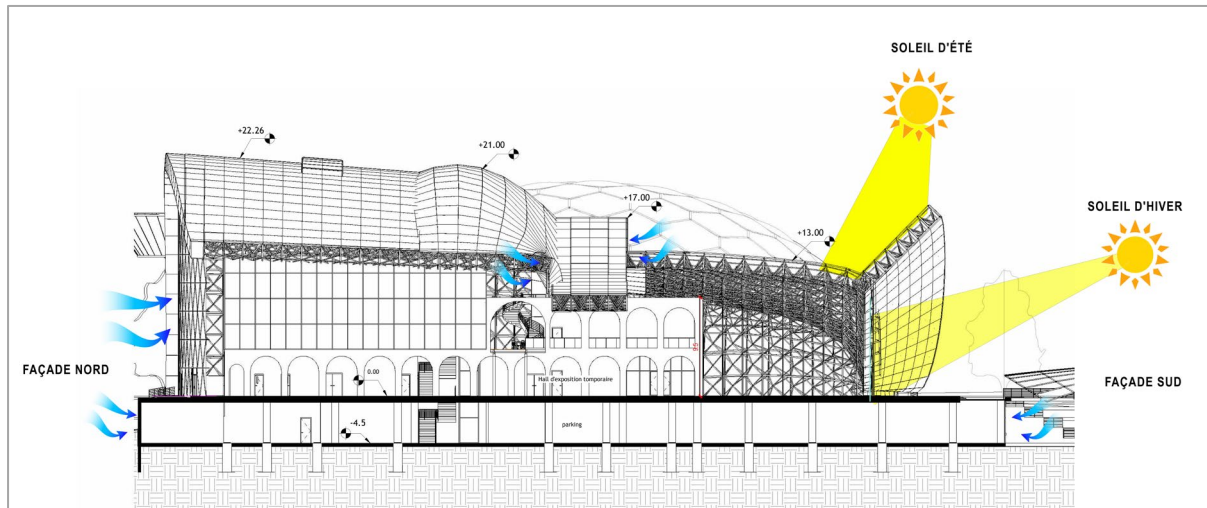 SOLEIL D'ÉTÉ
+22.26
+21.00
+17.00
SOLEIL D'HIVER
+13.00
FAÇADE NORD
0.00
Hall d'exposition tomporaire
FAÇADE SUD
-4.5
parking